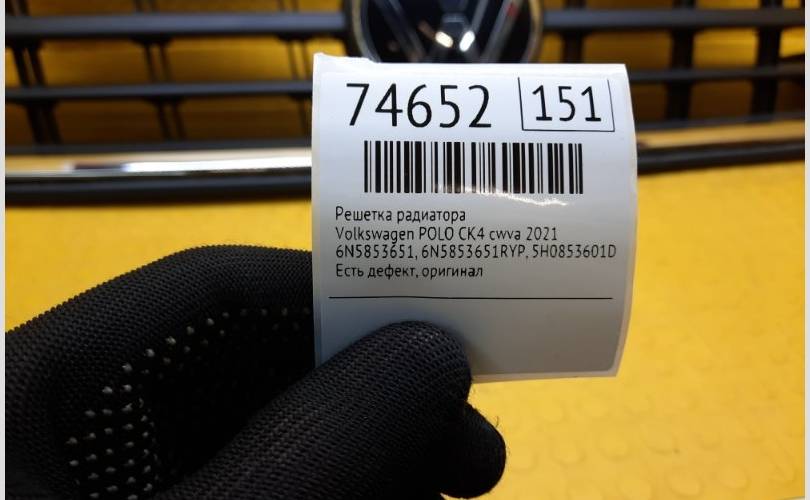 74652 151
Решетка радиатора
Volkswagen POLO CK4 cwva 2021
6N5853651, 6N5853651RYP, 5H0853601D
Есть дефект, оригинал